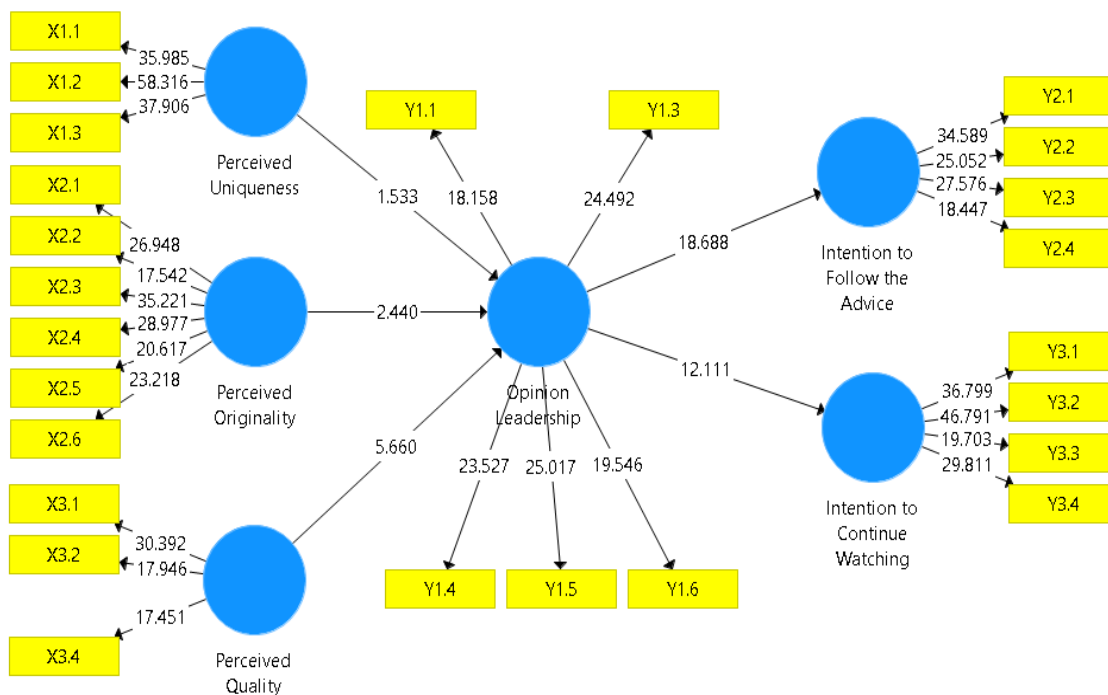 X1.1
35.985
X1.2
58.316
X1.3
37.906
Perceived
Uniqueness
1.533
X2.1
26.948
X2.2
17.542
X2.3
35.221
X2.4
28.977
X2.5
20.617
X2.6
23.218
Perceived
Originality
2.440
X3.1
30.392
X3.2
17.946
X3.4
17.451
Perceived
Quality
5.660
Y1.1
18.158
Y1.3
24.492
Opinion
Leadership
23.527
25.017
19.546
Y1.4
Y1.5
Y1.6
18.688
12.111
Y2.1
34.589
Y2.2
25.052
Y2.3
27.576
Y2.4
18.447
Intention to
Follow the
Advice
Y3.1
36.799
Y3.2
46.791
Y3.3
19.703
Y3.4
29.811
Intention to
Continue
Watching